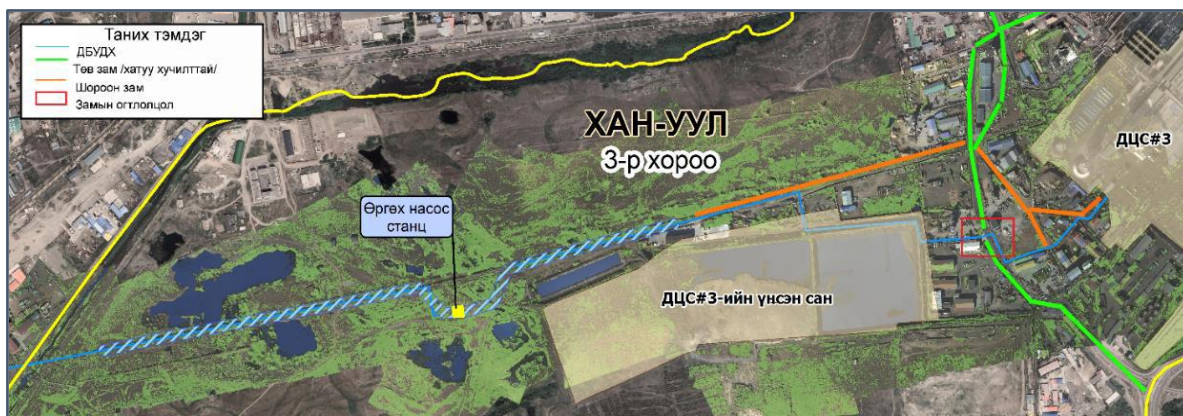 Таних тэмдэг
ДБУДХ
Төв зам /хатуу хучилттай/
Шороон зам
Замын огтлолцол
ХАН-УУЛ
3-р хороо
ДЦС#3
Өргөх насос
станц
ДЦС#3-ийн үнсэн сан